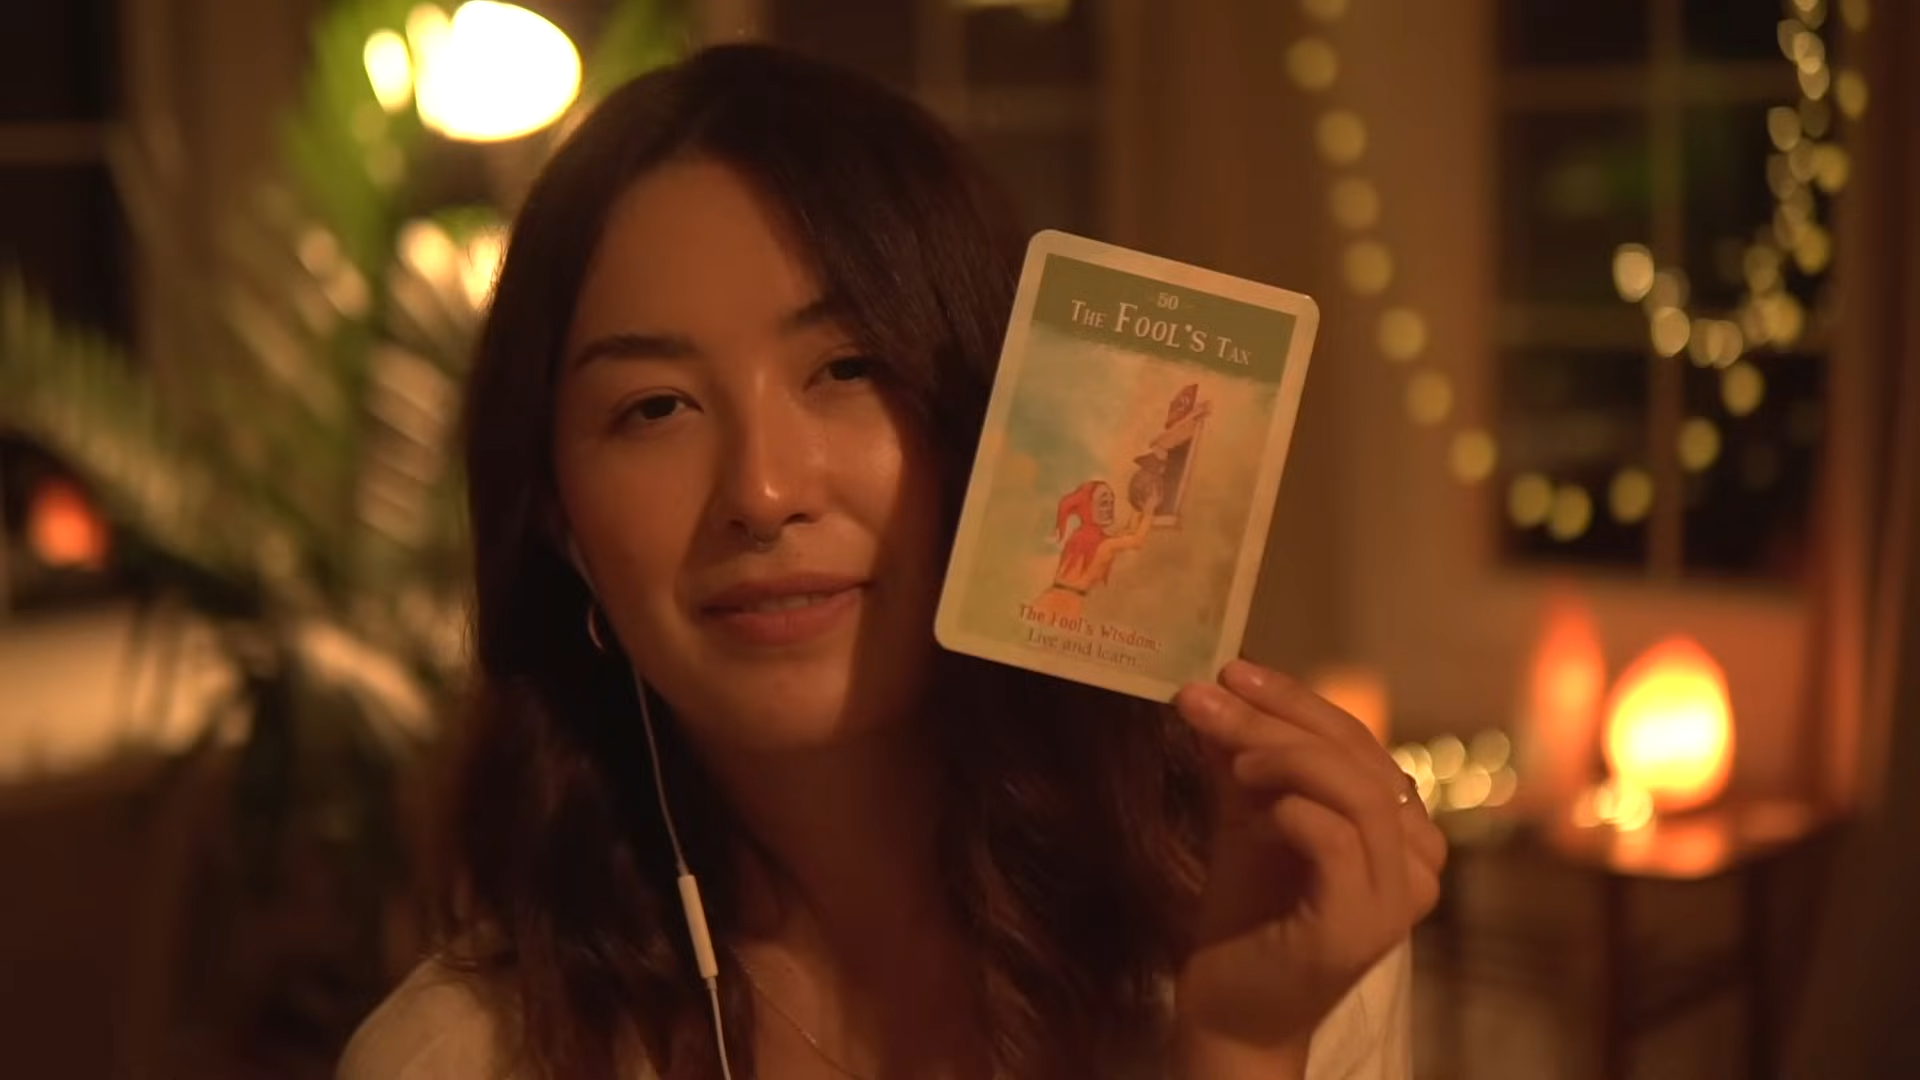 50
The Fool's Tax
The Fool's Wisdom:
Live and learn...